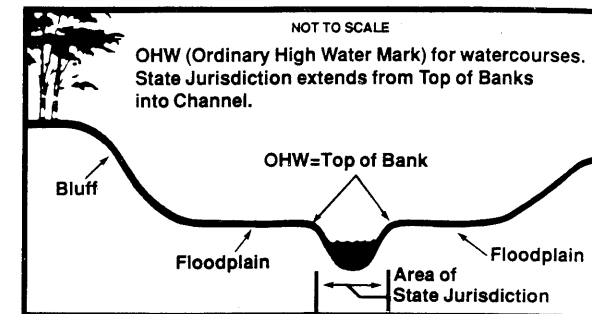 NOT TO SCALE
OHW (Ordinary High Water Mark) for watercourses.
State Jurisdiction extends from Top of Banks
into Channel.
OHW=Top of Bank
Bluff
Floodplain
Floodplain
Area of
State Jurisdiction